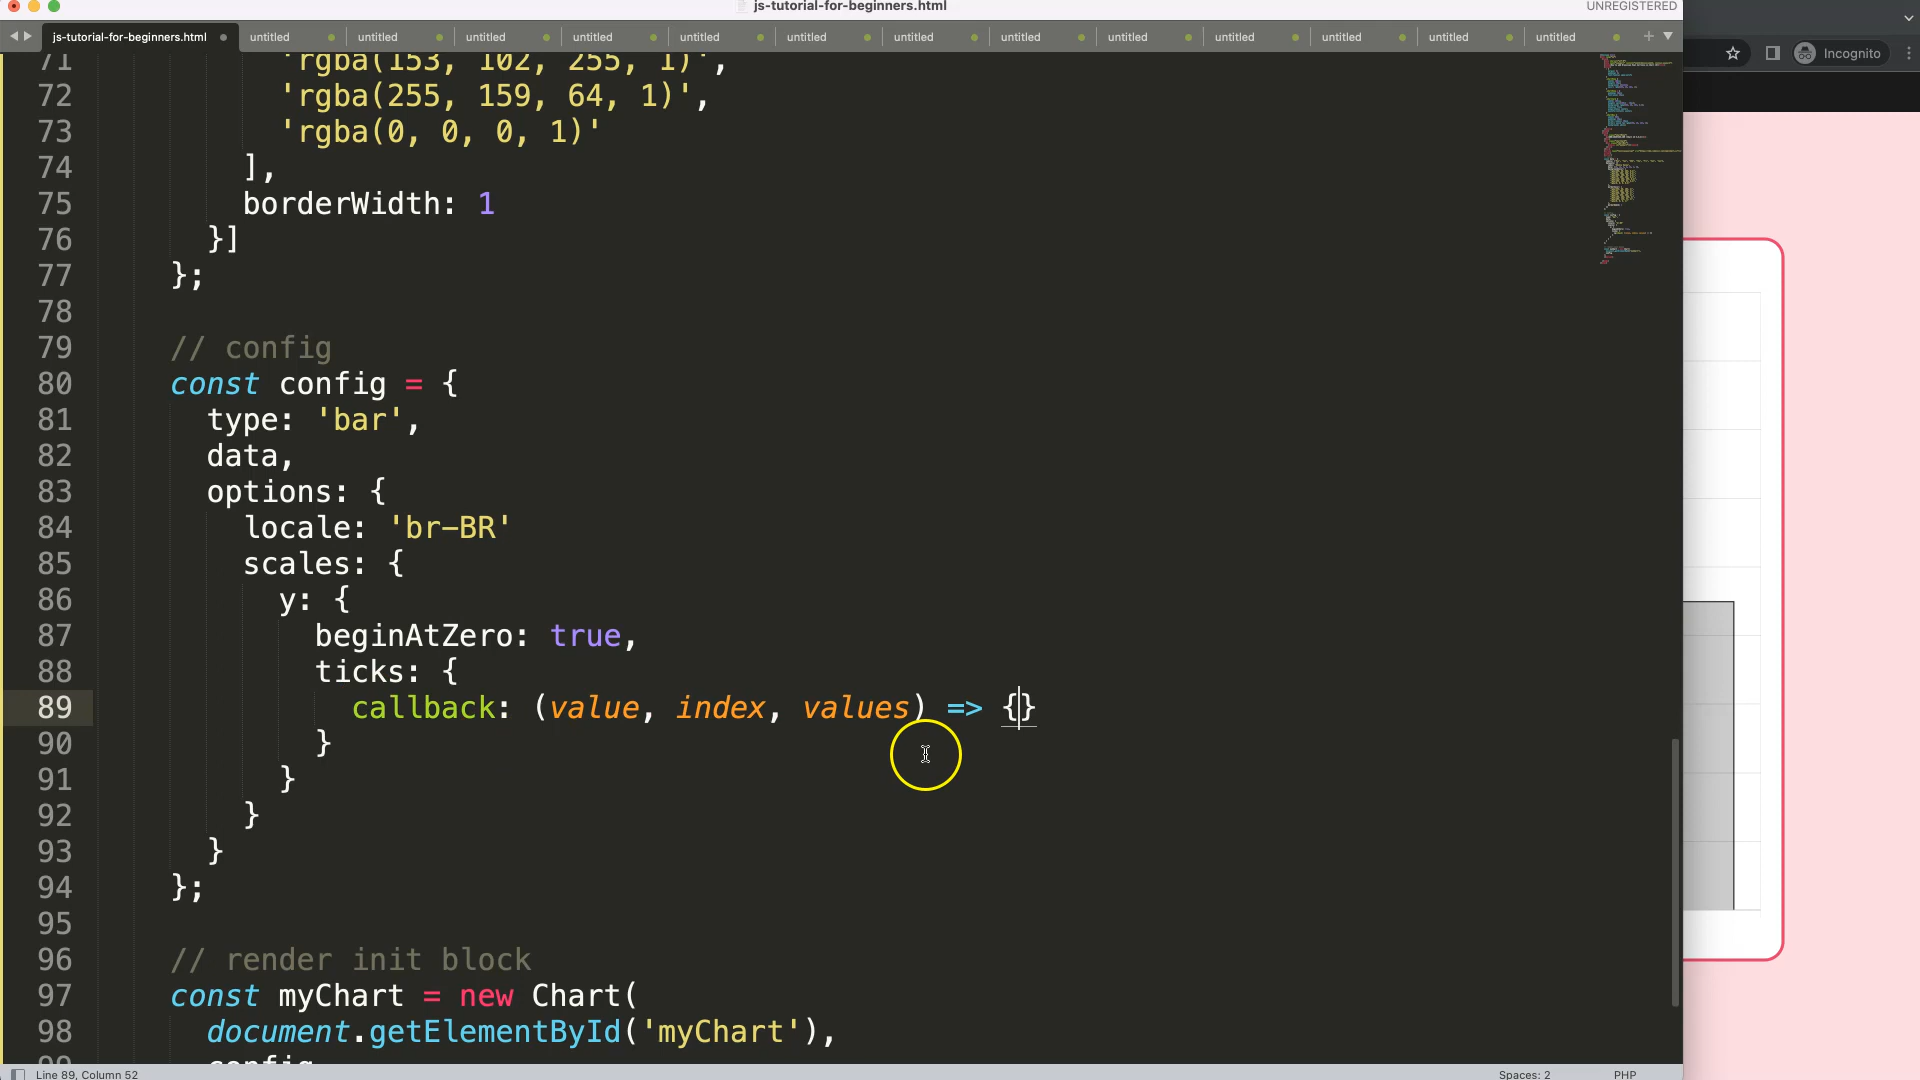 js-tutorial-for-beginners.html
UNREGISTERED
js-tutorial-for-beginners.html untitled untitled untitled untitled untitled untitled untitled untitled untitled untitled untitled untitled untitled
Incognito
71 'rgba(153, 102, 255, 1)',
72 'rgba(255, 159, 64, 1)',
73 'rgba(0, 0, 0, 1)'
74 ],
75 borderWidth: 1
76 }]
77 };
78
79 // config
80 const config = {
81 type: 'bar',
82 data,
83 options: {
84 locale: 'br-BR'
85 scales: {
86 y: {
87 beginAtZero: true,
88 ticks: {
89 callback: (value, index, values) => {}
90 }
91 }
92 }
93 }
94 };
95
96 // render init block
97 const myChart = new Chart(
98 document.getElementById('myChart'),
99 config
Line 89, Column 52
Spaces: 2
PHP